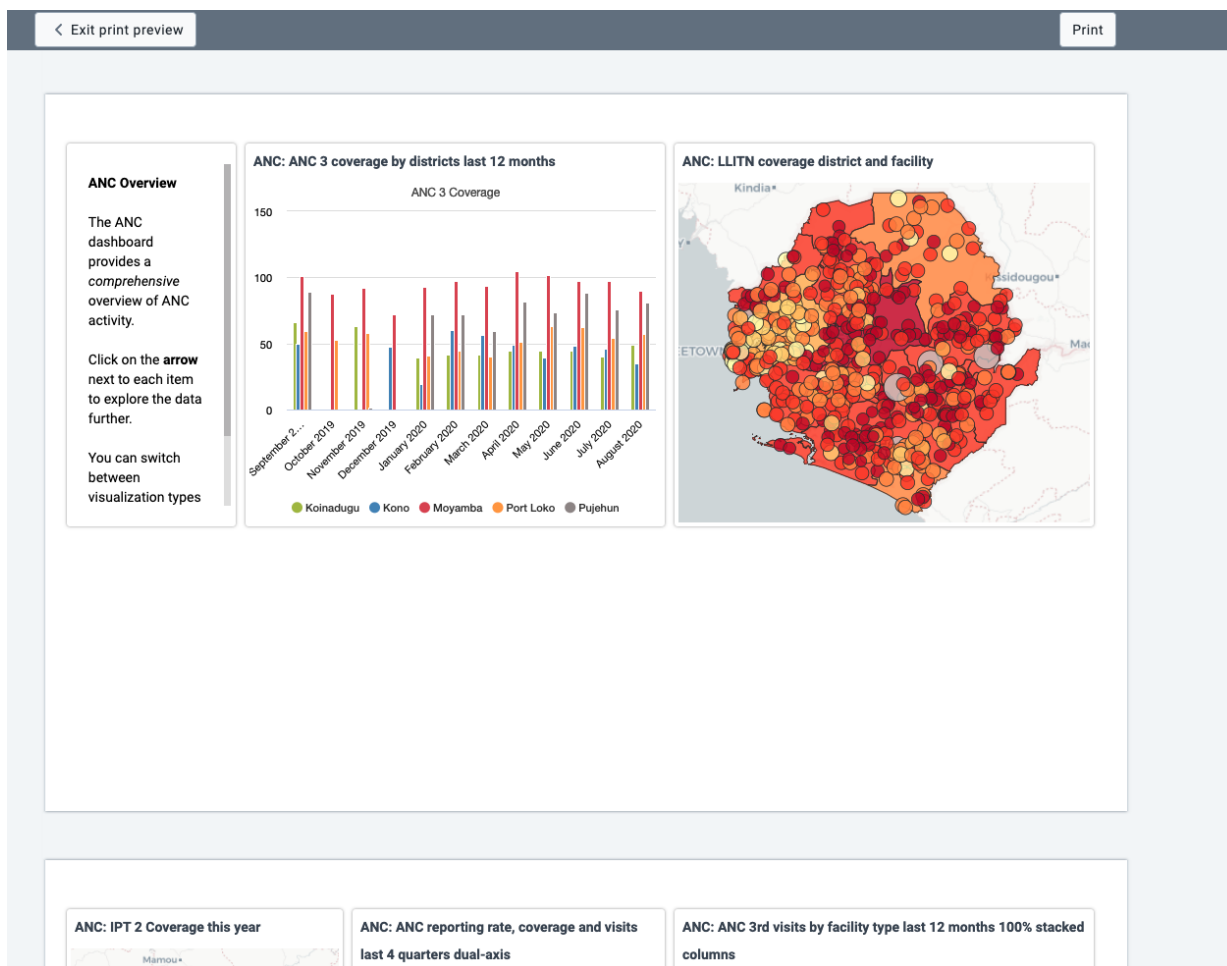 Exit print preview
Print
ANC Overview
The ANC
dashboard
provides a
comprehensive
overview of ANC
activity.
Click on the arrow
next to each item
to explore the data
further.
You can switch
between
visualization types
ANC: ANC 3 coverage by districts last 12 months
ANC 3 Coverage
150
100
50
0
September 2...
October 2019
November 2019
December 2019
January 2020
February 2020
March 2020
April 2020
May 2020
June 2020
July 2020
August 2020
Koinadugu
Kono
Moyamba
Port Loko
Pujehun
ANC: LLITN coverage district and facility
Kindia
ssidougou
EETOWN
Mac
ANC: IPT 2 Coverage this year
Mamou
ANC: ANC reporting rate, coverage and visits
last 4 quarters dual-axis
ANC: ANC 3rd visits by facility type last 12 months 100% stacked
columns